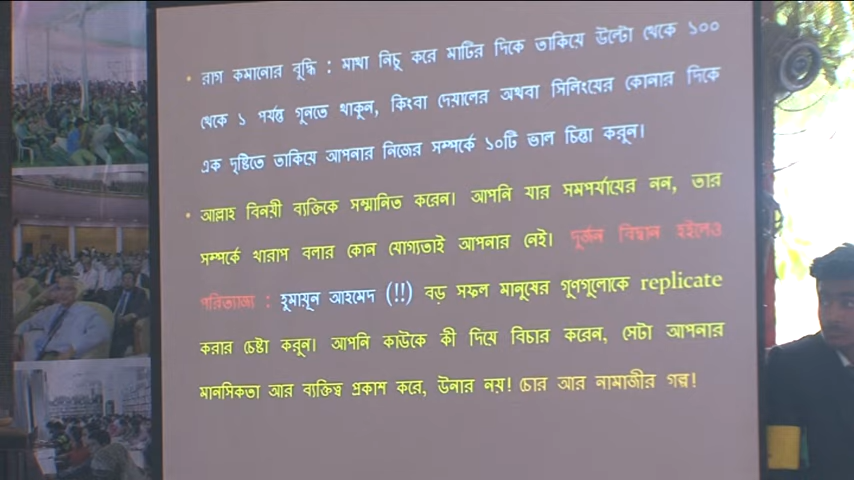 • রাগ কমানোর বুদ্ধি : মাথা নিচু করে মাটির দিকে তাকিয়ে উল্টো থেকে ১০০
থেকে ১ পর্যন্ত গূনতে থাকুন, কিংবা দেয়ালের অথবা সিলিংয়ের কোনার দিকে
এক দৃষ্টিতে তাকিয়ে আপনার নিজের সম্পর্কে ১০টি ভাল চিন্তা করুন।
• আল্লাহ বিনয়ী ব্যক্তিকে সম্মানিত করেন। আপনি যার সমপর্যায়ের নন, তার
সম্পর্কে খারাপ বলার কোন যোগ্যতাই আপনার নেই। দূর্জন বিদ্বান হইলেও
পরিত্যাজ্য : হূমায়ূন আহমেদ (!!) বড় সফল মানুষের গূণগূলোকে replicate
করার চেষ্টা করুন। আপনি কাউকে কী দিয়ে বিচার করেন, সেটা আপনার
মানসিকতা আর ব্যক্তিত্ব প্রকাশ করে, উনার নয়! চোর আর নামাজীর গল্প!